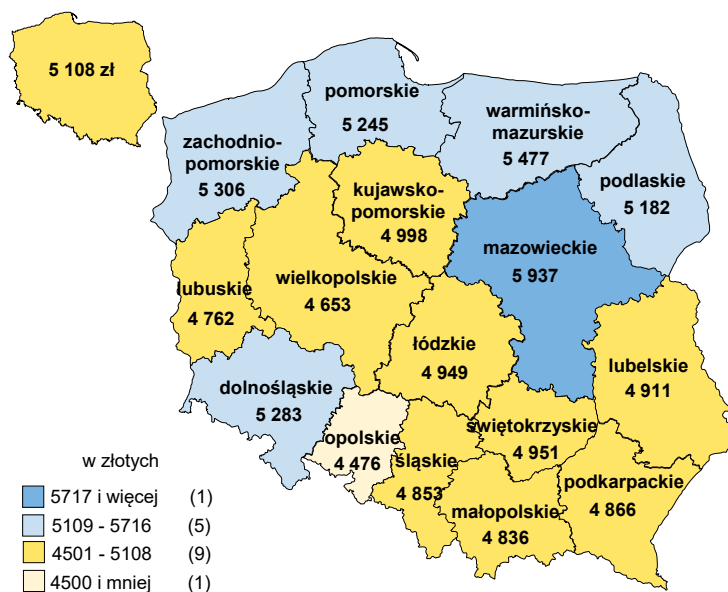 5 108 zł
pomorskie
5 245
warmińsko-
mazurskie
5 477
zachodnio-
pomorskie
5 306
podlaskie
5 182
kujawsko-
pomorskie
4 998
mazowieckie
5 937
lubuskie
4 762
wielkopolskie
4 653
łódzkie
4 949
lubelskie
4 911
dolnośląskie
5 283
opolskie
4 476
świętokrzyskie
4 951
śląskie
4 853
małopolskie
4 836
podkarpackie
4 866
w złotych
5717 i więcej (1)
5109 - 5716 (5)
4501 - 5108 (9)
4500 i mniej (1)